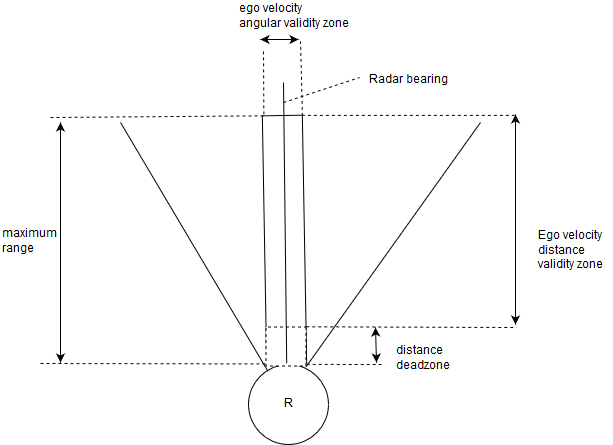 ego velocity
angular validity zone
Radar bearing
maximum
range
Ego velocity
distance
validity zone
distance
deadzone
R